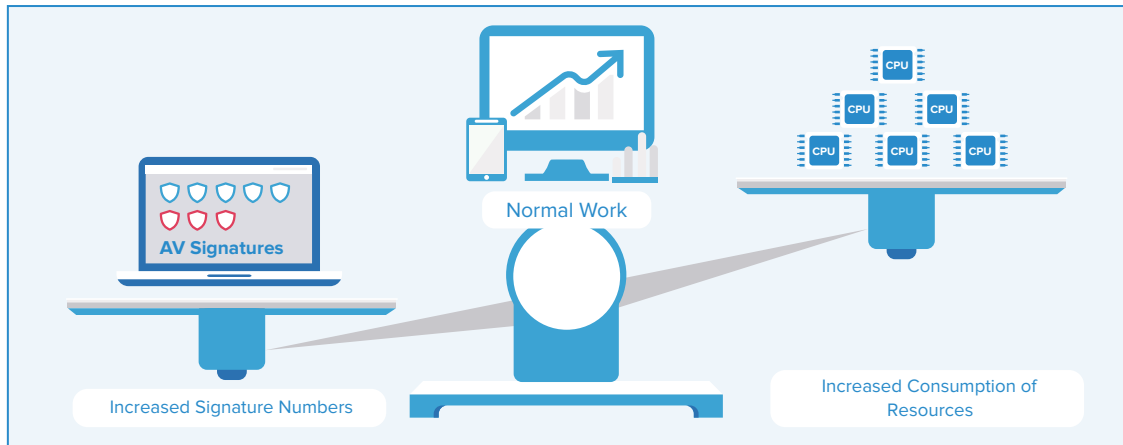 CPU
CPU CPU
CPU CPU CPU
Normal Work
AV Signatures
Increased Signature Numbers
Increased Consumption of
Resources